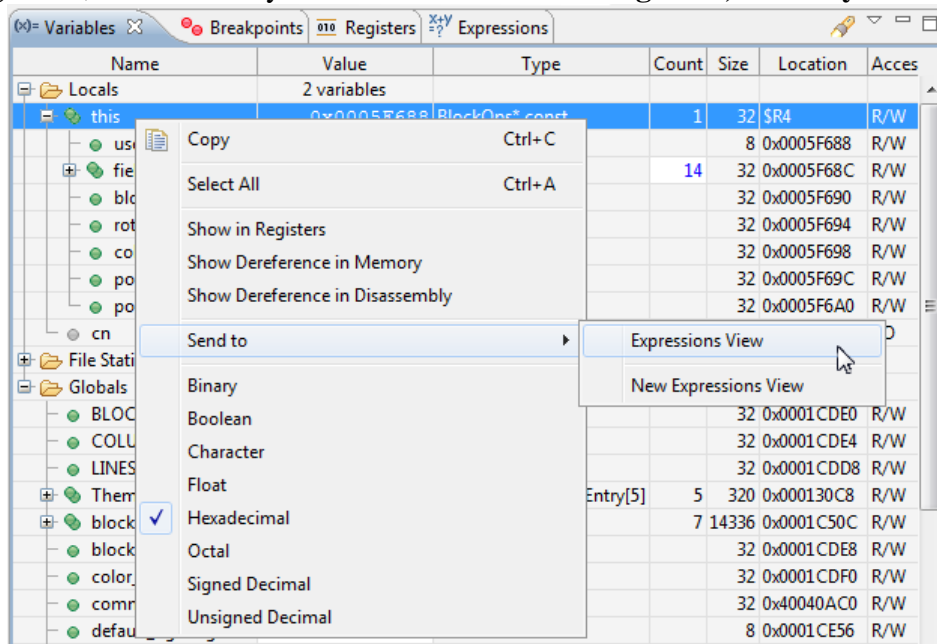 (x)= Variables Breakpoints 010 Registers X+Y =? Expressions
Name Value Type Count Size Location Acces
Locals 2 variables
this 0x0005F688 BlockOps* const 1 32 $R4 R/W
8 0x0005F688 R/W
14 32 0x0005F68C R/W
32 0x0005F690 R/W
32 0x0005F694 R/W
32 0x0005F698 R/W
32 0x0005F69C R/W
32 0x0005F6A0 R/W
cn
File Stati
Globals
BLOC 32 0x0001CDE0 R/W
COLU 32 0x0001CDE4 R/W
LINES 32 0x0001CDD8 R/W
Them Entry[5] 5 320 0x000130C8 R/W
block 7 14336 0x0001C50C R/W
block 32 0x0001CDE8 R/W
color_ 32 0x0001CDF0 R/W
comm 32 0x40040AC0 R/W
defau 8 0x0001CE56 R/W
Copy Ctrl+C
Select All Ctrl+A
Show in Registers
Show Dereference in Memory
Show Dereference in Disassembly
Send to
Binary
Boolean
Character
Float
Hexadecimal
Octal
Signed Decimal
Unsigned Decimal
Expressions View
New Expressions View